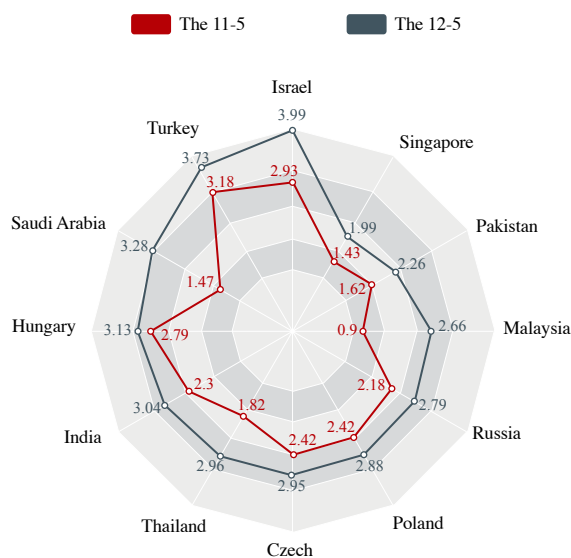 The 11-5
The 12-5
Israel
3.99
Turkey
Singapore
3.73
2.93
3.18
Saudi Arabia
Pakistan
3.28
1.99
1.43
2.26
1.47
1.62
Hungary
3.13
2.79
0.9
2.66
Malaysia
2.3
2.18
3.04
1.82
2.42
2.42
2.79
India
Russia
2.96
2.95
2.88
Thailand
Poland
Czech